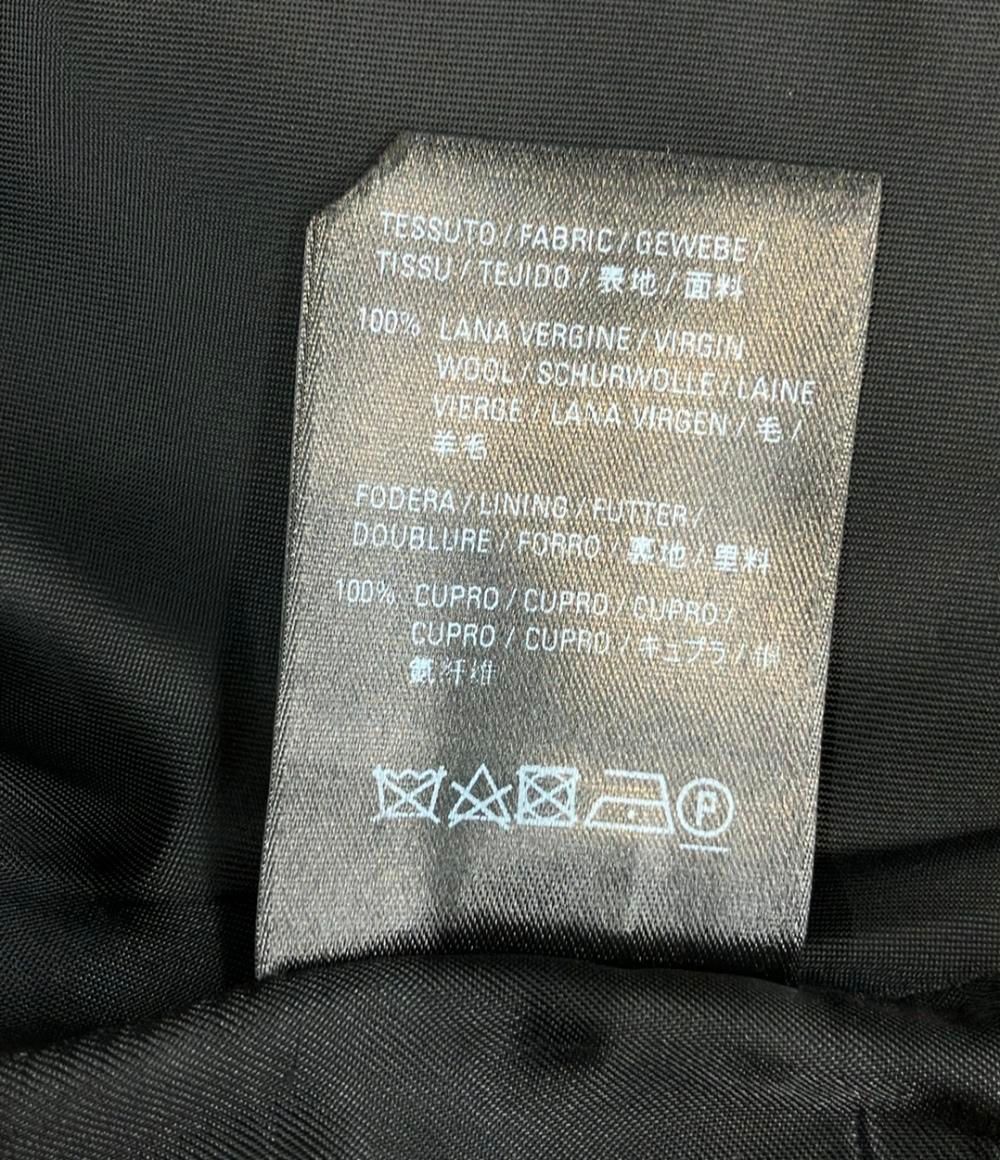 TESSUTO / FABRIC / GEWEBE /
TISSU / TEJIDO / 表地 / 面料
100% LANA VERGINE / VIRGIN
WOOL / SCHURWOLLE / LAINE
VIERGE / LANA VIRGEN / 毛 /
羊毛
FODERA / LINING / FUTTER /
DOUBLURE / FORRO / 裏地 / 里料
100% CUPRO / CUPRO / CUPRO /
CUPRO / CUPRO / キュプラ / 铜
氨纤维
P